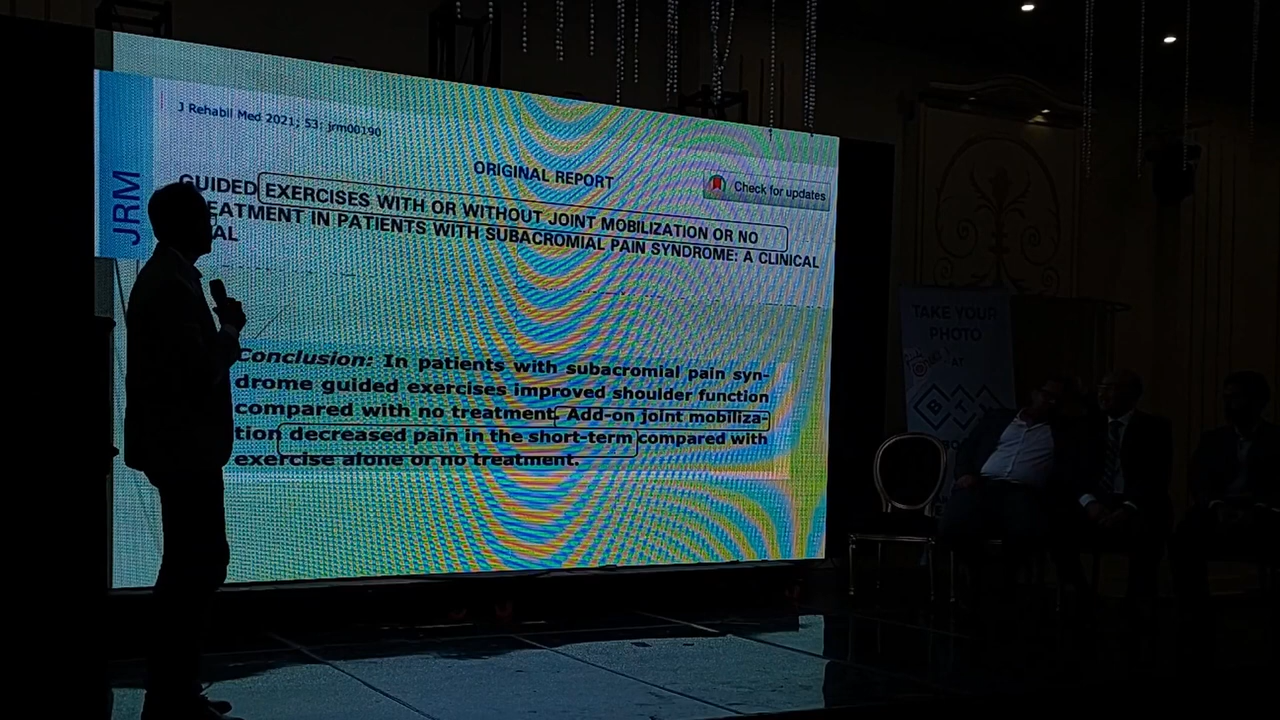 J Rehabil Med 2021; 53: jrm00190
JRM
ORIGINAL REPORT
Check for updates
GUIDED EXERCISES WITH OR WITHOUT JOINT MOBILIZATION OR NO
EATMENT IN PATIENTS WITH SUBACROMIAL PAIN SYNDROME: A CLINICAL
IAL
Conclusion: In patients with subacromial pain syn-
drome guided exercises improved shoulder function
compared with no treatment. Add-on joint mobiliza-
tion decreased pain in the short-term compared with
exercise alone or no treatment.
TAKE YOUR
PHOTO